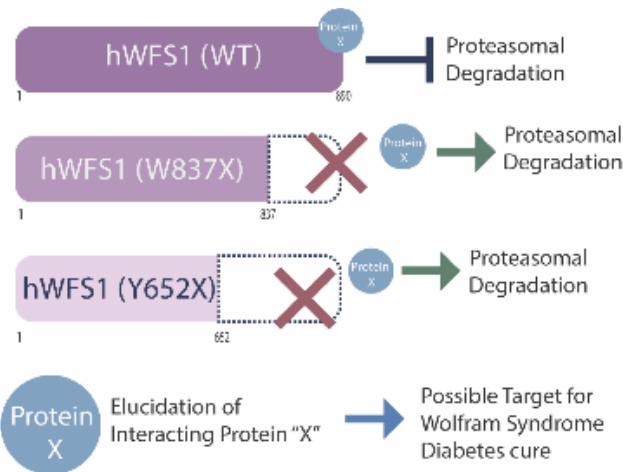 Protein
X
hWFS1 (WT)
Proteasomal
Degradation
1
890
Protein
X
hWFS1 (W837X)
Proteasomal
Degradation
1
837
Protein
X
hWFS1 (Y652X)
Proteasomal
Degradation
1
652
Protein
X
Elucidation of
Interacting Protein “X”
Possible Target for
Wolfram Syndrome
Diabetes cure